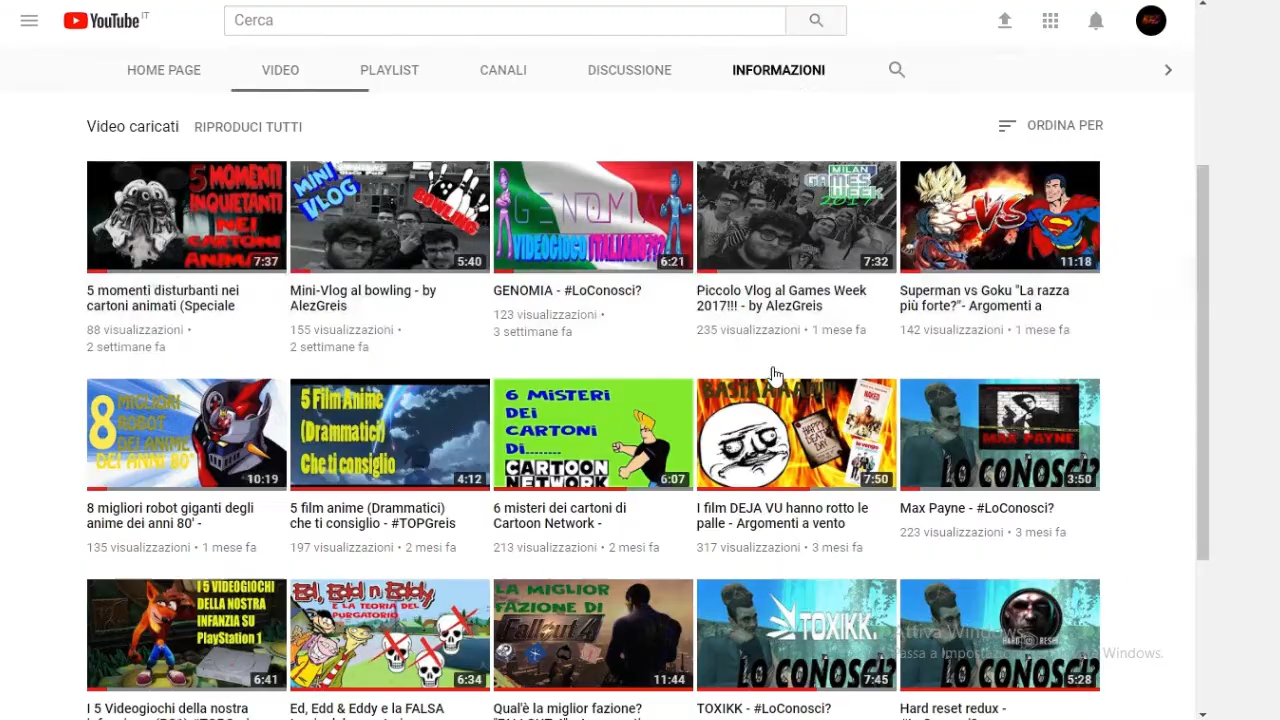 YouTube IT
Cerca
HOME PAGE
VIDEO
PLAYLIST
CANALI
DISCUSSIONE
INFORMAZIONI
Video caricati
RIPRODUCI TUTTI
ORDINA PER
5 MOMENTI
INQUIETANTI
NEI
CARTONI
ANIMATI
7:37
MINI
VLOG
BOWLING
5:40
GENOMIA
VIDEOGIOCO ITALIANO?!?
6:21
MILAN
GAMES
WEEK
2017
7:32
VS
11:18
5 momenti disturbanti nei
cartoni animati (Speciale
88 visualizzazioni •
2 settimane fa
Mini-Vlog al bowling - by
AlezGreis
155 visualizzazioni •
2 settimane fa
GENOMIA - #LoConosci?
123 visualizzazioni •
3 settimane fa
Piccolo Vlog al Games Week
2017!!! - by AlezGreis
235 visualizzazioni • 1 mese fa
Superman vs Goku "La razza
più forte?"- Argomenti a
142 visualizzazioni • 1 mese fa
8 MIGLIORI
ROBOT
DEI ANIME
DEI ANNI 80'
10:19
5 Film Anime
(Drammatici)
Che ti consiglio
4:12
6 MISTERI
DEI
CARTONI
DI........
CARTOON
NETWORK
6:07
7:50
MAX PAYNE
LO CONOSCI?
3:50
8 migliori robot giganti degli
anime dei anni 80' -
135 visualizzazioni • 1 mese fa
5 film anime (Drammatici)
che ti consiglio - #TOPGreis
197 visualizzazioni • 2 mesi fa
6 misteri dei cartoni di
Cartoon Network -
213 visualizzazioni • 2 mesi fa
I film DEJA VU hanno rotto le
palle - Argomenti a vento
317 visualizzazioni • 3 mesi fa
Max Payne - #LoConosci?
223 visualizzazioni • 3 mesi fa
I 5 VIDEOGIOCHI
DELLA NOSTRA
INFANZIA SU
PlayStation 1
6:41
Ed, Edd n Eddy
E LA TEORIA DEL
PURGATORIO
6:34
LA MIGLIOR
FAZIONE DI
Fallout 4
11:44
TOXIKK.
LO CONOSCI?
7:45
HARD RESET
LO CONOSCI?
5:28
Attiva Windows
Passa a Impostazioni Windows.
I 5 Videogiochi della nostra
Ed, Edd & Eddy e la FALSA
Qual'è la miglior fazione?
TOXIKK - #LoConosci?
Hard reset redux -